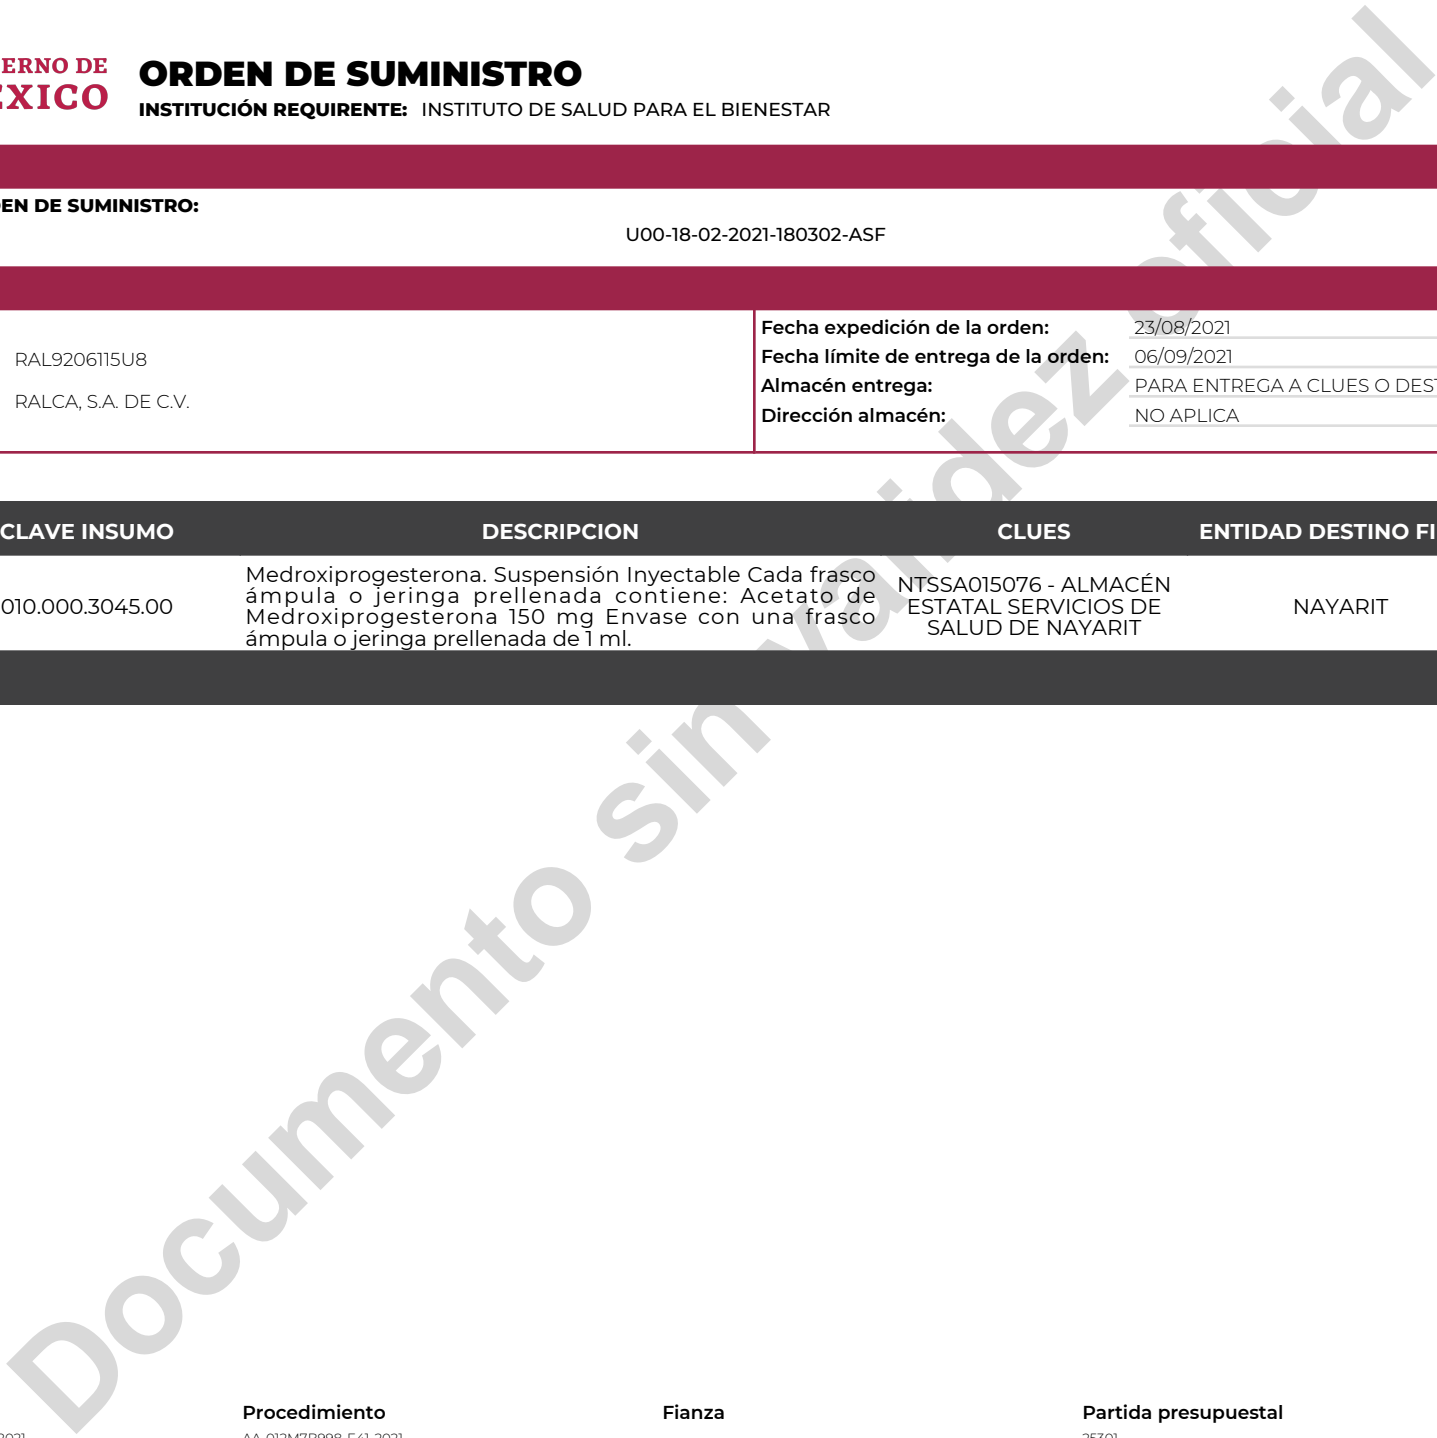 ERNO DE
EXICO
ORDEN DE SUMINISTRO
INSTITUCIÓN REQUIRENTE: INSTITUTO DE SALUD PARA EL BIENESTAR
EN DE SUMINISTRO:
U00-18-02-2021-180302-ASF
RAL9206115U8
RALCA, S.A. DE C.V.
Fecha expedición de la orden: 23/08/2021
Fecha límite de entrega de la orden: 06/09/2021
Almacén entrega: PARA ENTREGA A CLUES O DEST
Dirección almacén: NO APLICA
CLAVE INSUMO DESCRIPCION CLUES ENTIDAD DESTINO FI
010.000.3045.00
Medroxiprogesterona. Suspensión Inyectable Cada frasco
ámpula o jeringa prellenada contiene: Acetato de
Medroxiprogesterona 150 mg Envase con una frasco
ámpula o jeringa prellenada de 1 ml.
NTSSA015076 - ALMACÉN
ESTATAL SERVICIOS DE
SALUD DE NAYARIT
NAYARIT
Documento sin validez oficial
Procedimiento Fianza Partida presupuestal